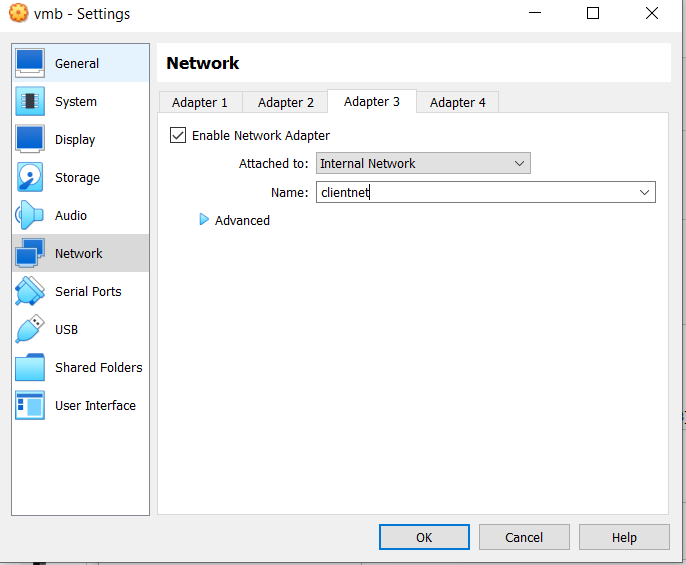 vmb - Settings
General
System
Display
Storage
Audio
Network
Serial Ports
USB
Shared Folders
User Interface
Network
Adapter 1 Adapter 2 Adapter 3 Adapter 4
Enable Network Adapter
Attached to: Internal Network
Name: clientnet
Advanced
OK Cancel Help